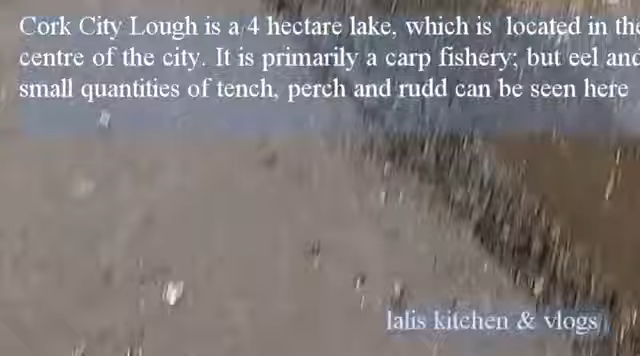 Cork City Lough is a 4 hectare lake, which is located in the
centre of the city. It is primarily a carp fishery; but eel and
small quantities of tench, perch and rudd can be seen here
lalis kitchen & vlogs